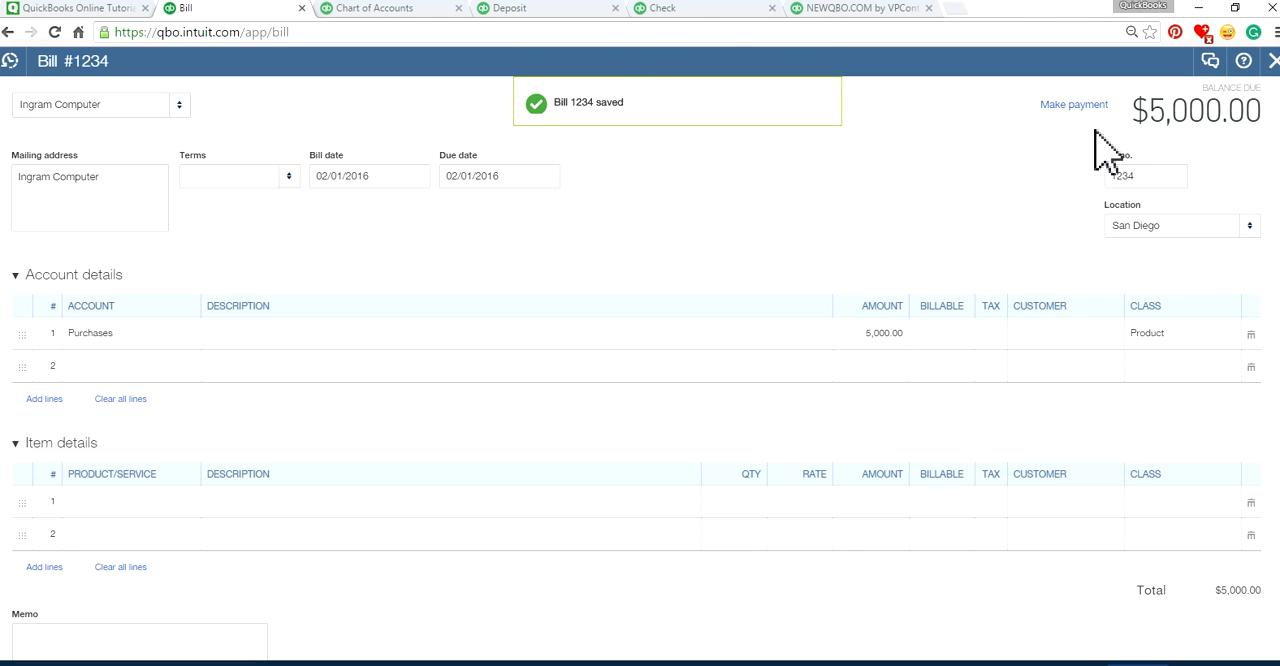 QuickBooks Online Tutoria
Bill
Chart of Accounts
Deposit
Check
NEWQBO.COM by VPCont
QuickBooks
https://qbo.intuit.com/app/bill
Bill #1234
Ingram Computer
Bill 1234 saved
Make payment
BALANCE DUE
$5,000.00
Mailing address
Terms
Bill date
Due date
no.
Ingram Computer
02/01/2016
02/01/2016
1234
Location
San Diego
Account details
# ACCOUNT DESCRIPTION AMOUNT BILLABLE TAX CUSTOMER CLASS
1 Purchases 5,000.00 Product
2
Add lines Clear all lines
Item details
# PRODUCT/SERVICE DESCRIPTION QTY RATE AMOUNT BILLABLE TAX CUSTOMER CLASS
1
2
Add lines Clear all lines
Total $5,000.00
Memo